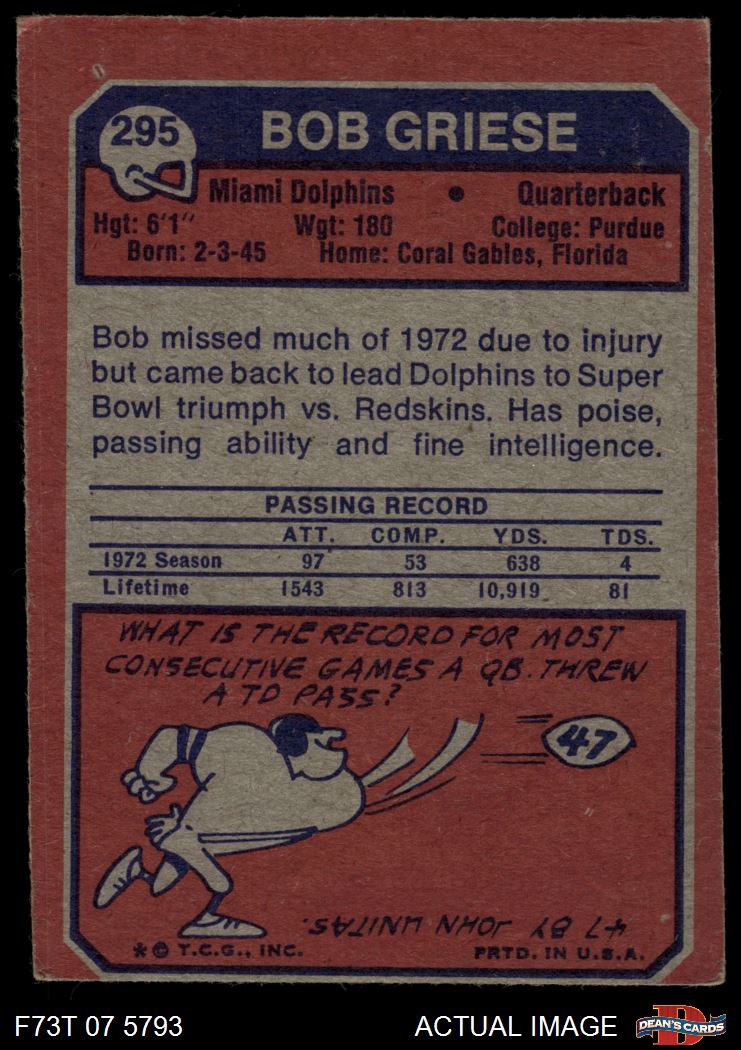 295 BOB GRIESE
Miami Dolphins • Quarterback
Hgt: 6'1" Wgt: 180 College: Purdue
Born: 2-3-45 Home: Coral Gables, Florida
Bob missed much of 1972 due to injury
but came back to lead Dolphins to Super
Bowl triumph vs. Redskins. Has poise,
passing ability and fine intelligence.
PASSING RECORD
ATT. COMP. YDS. TDS.
1972 Season 97 53 638 4
Lifetime 1543 813 10,919 81
WHAT IS THE RECORD FOR MOST
CONSECUTIVE GAMES A QB. THREW
A TD PASS?
47
47 BY JOHN UNITAS.
* © T.C.G., INC. PRTD. IN U.S.A.
F73T 07 5793 ACTUAL IMAGE D DEAN'S CARDS